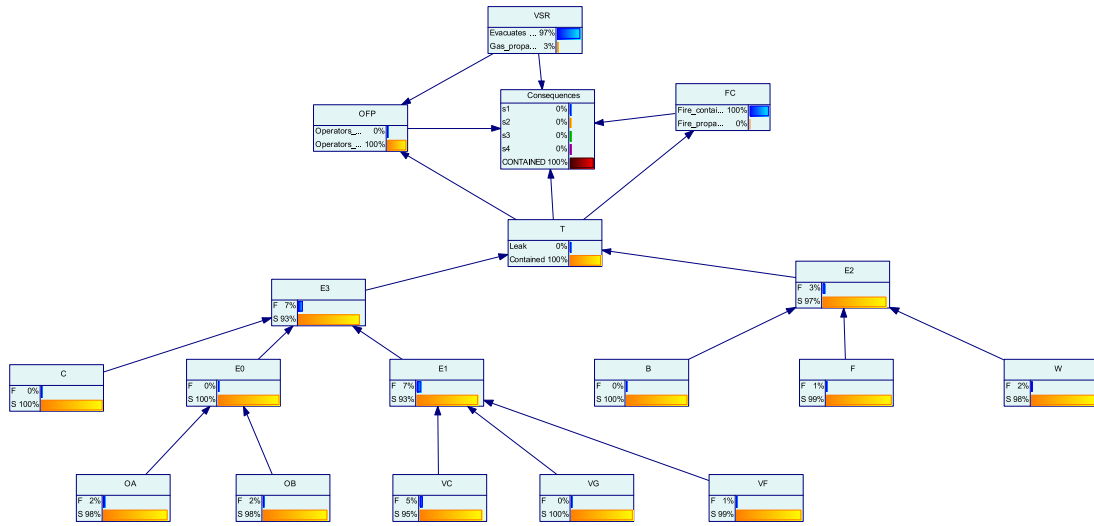 VSR
Evacuates ... 97%
Gas_propa... 3%
Consequences
s1 0%
s2 0%
s3 0%
s4 0%
CONTAINED 100%
FC
Fire_contai... 100%
Fire_propa... 0%
OFP
Operators_... 0%
Operators_... 100%
T
Leak 0%
Contained 100%
E3
F 7%
S 93%
E2
F 3%
S 97%
C
F 0%
S 100%
E0
F 0%
S 100%
E1
F 7%
S 93%
B
F 0%
S 100%
F
F 1%
S 99%
W
F 2%
S 98%
OA
F 2%
S 98%
OB
F 2%
S 98%
VC
F 5%
S 95%
VG
F 0%
S 100%
VF
F 1%
S 99%